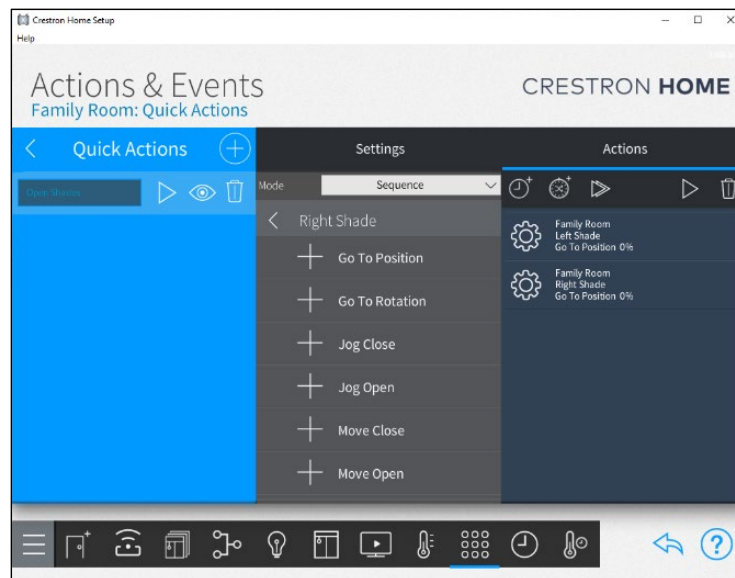 Crestron Home Setup
Help
Actions & Events
Family Room: Quick Actions
CRESTRON HOME
Quick Actions
Settings
Actions
Open Shades
Mode
Sequence
Right Shade
Go To Position
Go To Rotation
Jog Close
Jog Open
Move Close
Move Open
Family Room
Left Shade
Go To Position 0%
Family Room
Right Shade
Go To Position 0%